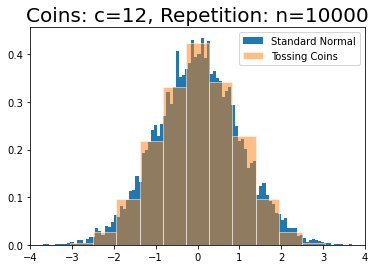 Coins: c=12, Repetition: n=10000
Standard Normal
Tossing Coins
0.4
0.3
0.2
0.1
0.0
−4 −3 −2 −1 0 1 2 3 4